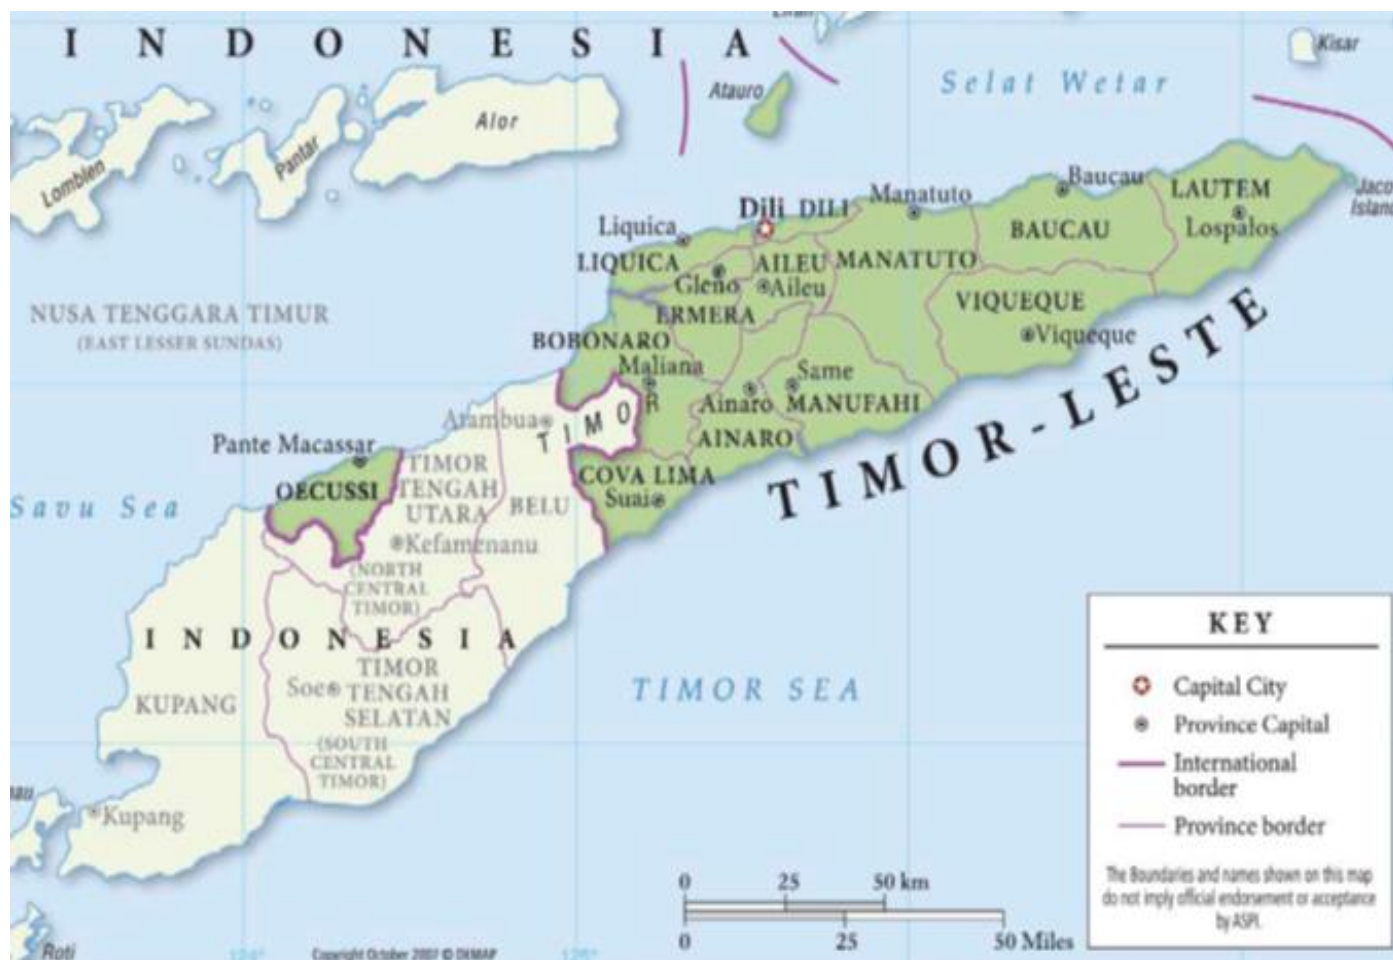 INDONESIA
Kisar
Selat Wetar
Atauro
Alor
Pantar
Lomblen
Baucau
LAUTEM
Manatuto
Dili DILI
Lospalos
Liquica
BAUCAU
LIQUICA
AILEU
MANATUTO
Gleno
Aileu
VIQUEQUE
NUSA TENGGARA TIMUR
(EAST LESSER SUNDAS)
ERMERA
BOBONARO
Viqueque
Maliana
Same
Ainaro
MANUFAHI
TIMOR
Atambua
AINARO
Pante Macassar
TIMOR-LESTE
OECUSSI
TIMOR
TENGAH
UTARA
COVA LIMA
BELU
Suai
Savu Sea
Kefamenanu
(NORTH
CENTRAL
TIMOR)
INDONESIA
TIMOR
TENGAH
SELATAN
Soe
(SOUTH
CENTRAL
TIMOR)
KUPANG
TIMOR SEA
Kupang
Roti
KEY
Capital City
Province Capital
International
border
Province border
The Boundaries and names shown on this map
do not imply official endorsement or acceptance
by ASPI.
0 25 50 km
0 25 50 Miles
124°
Copyright October 2007 ©